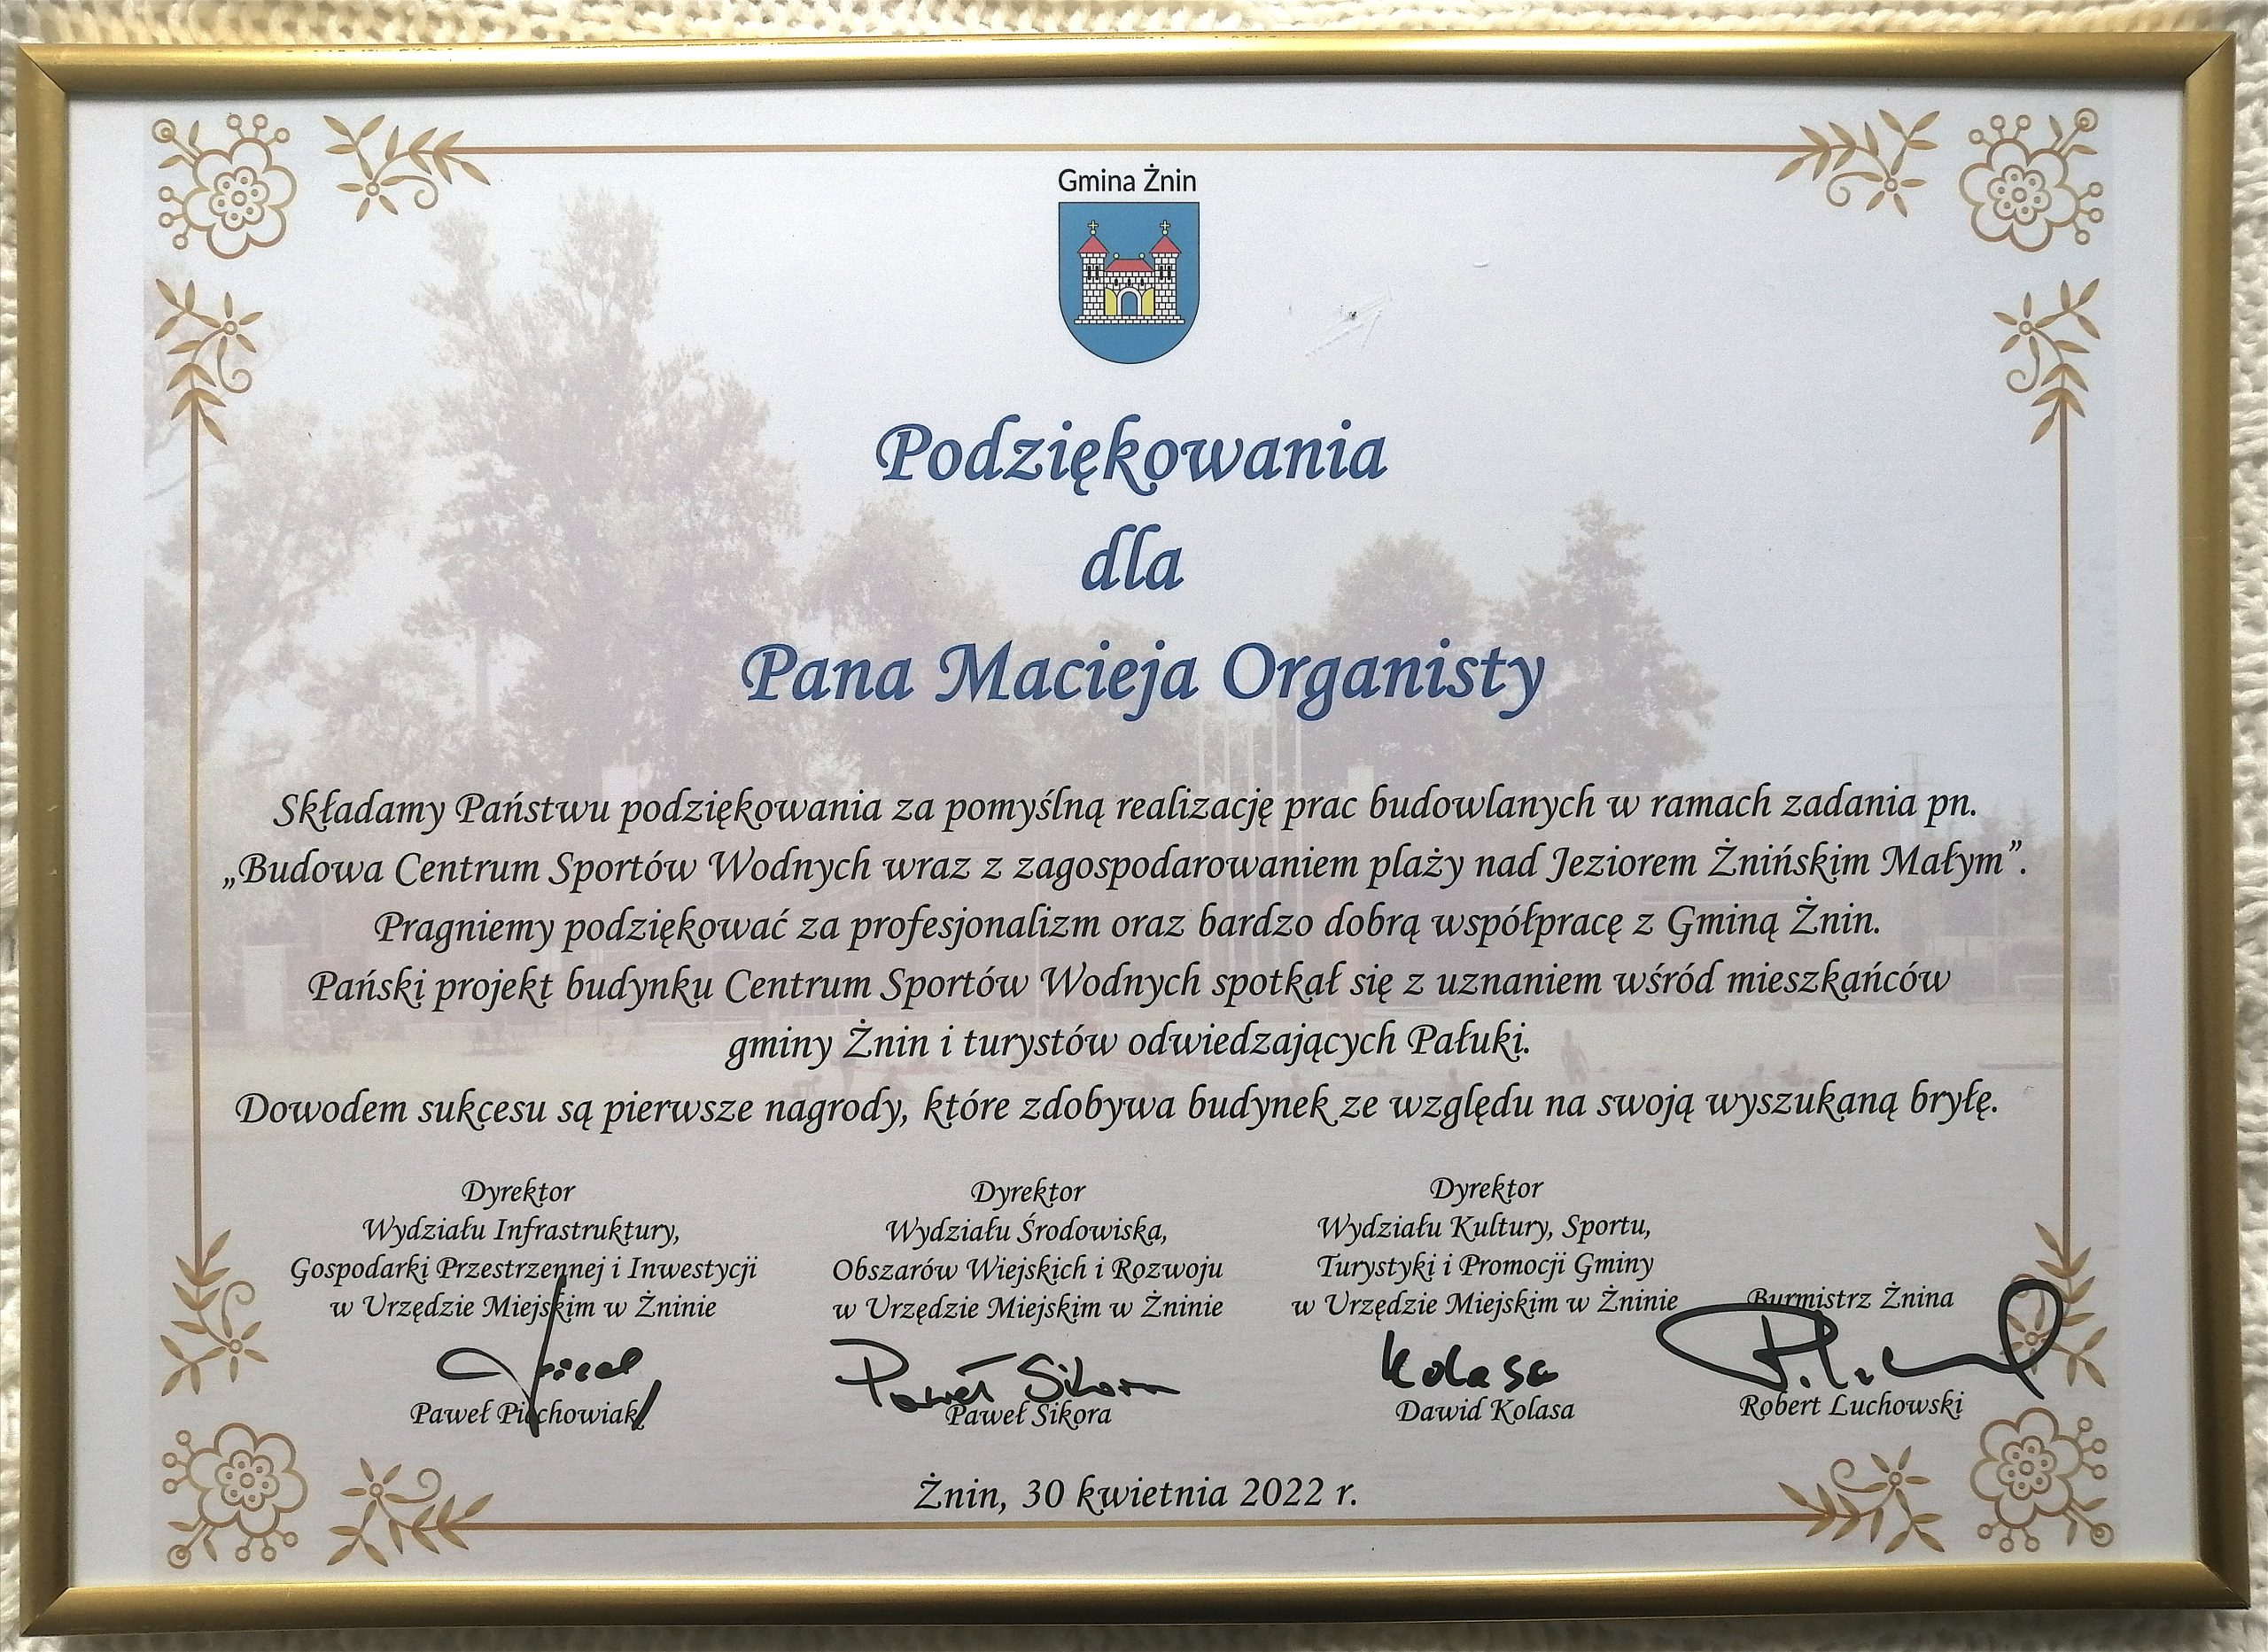 Gmina Żnin
Podziękowania
dla
Pana Macieja Organisty
Składamy Państwu podziękowania za pomyślną realizację prac budowlanych w ramach zadania pn.
„Budowa Centrum Sportów Wodnych wraz z zagospodarowaniem plaży nad Jeziorem Żnińskim Małym”.
Pragniemy podziękować za profesjonalizm oraz bardzo dobrą współpracę z Gminą Żnin.
Pański projekt budynku Centrum Sportów Wodnych spotkał się z uznaniem wśród mieszkańców
gminy Żnin i turystów odwiedzających Pałuki.
Dowodem sukcesu są pierwsze nagrody, które zdobywa budynek ze względu na swoją wyszukaną bryłę.
Dyrektor
Wydziału Infrastruktury,
Gospodarki Przestrzennej i Inwestycji
w Urzędzie Miejskim w Żninie
Paweł Piechowiak
Dyrektor
Wydziału Środowiska,
Obszarów Wiejskich i Rozwoju
w Urzędzie Miejskim w Żninie
Paweł Sikora
Paweł Sikora
Dyrektor
Wydziału Kultury, Sportu,
Turystyki i Promocji Gminy
w Urzędzie Miejskim w Żninie
Kolasa
Dawid Kolasa
Burmistrz Żnina
Robert Luchowski
Żnin, 30 kwietnia 2022 r.